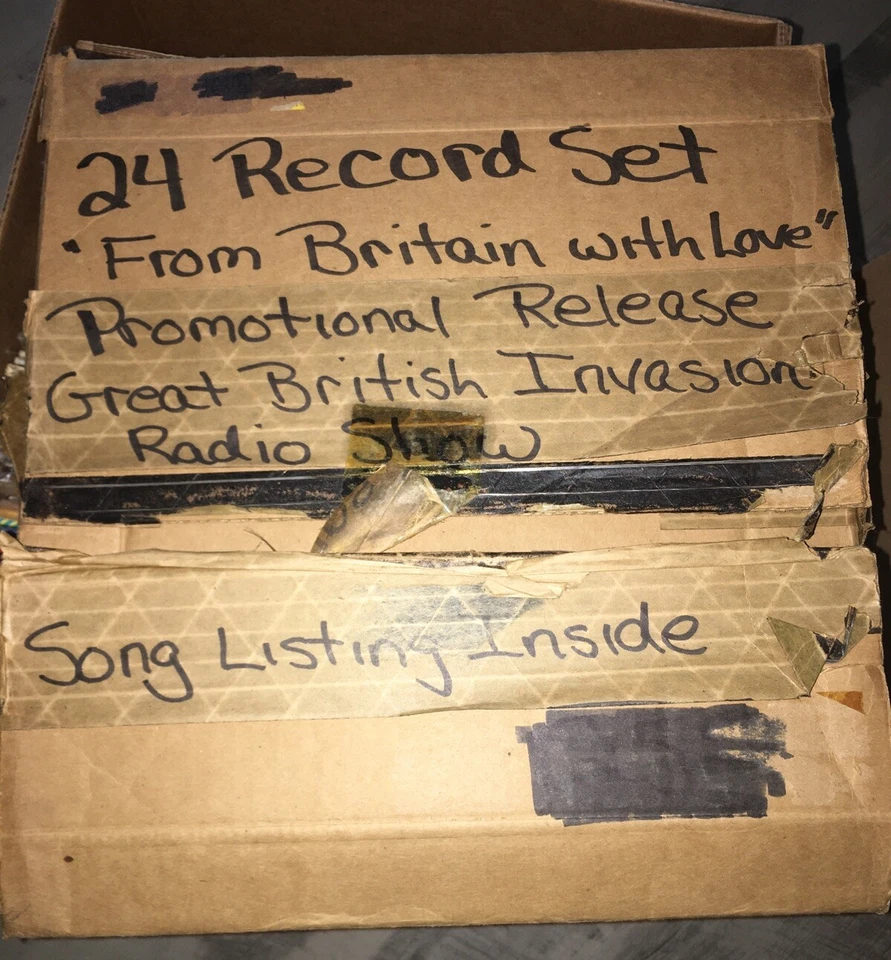 24 Record Set
"From Britain with Love"
Promotional Release
Great British Invasion
Radio Show
Song Listing Inside